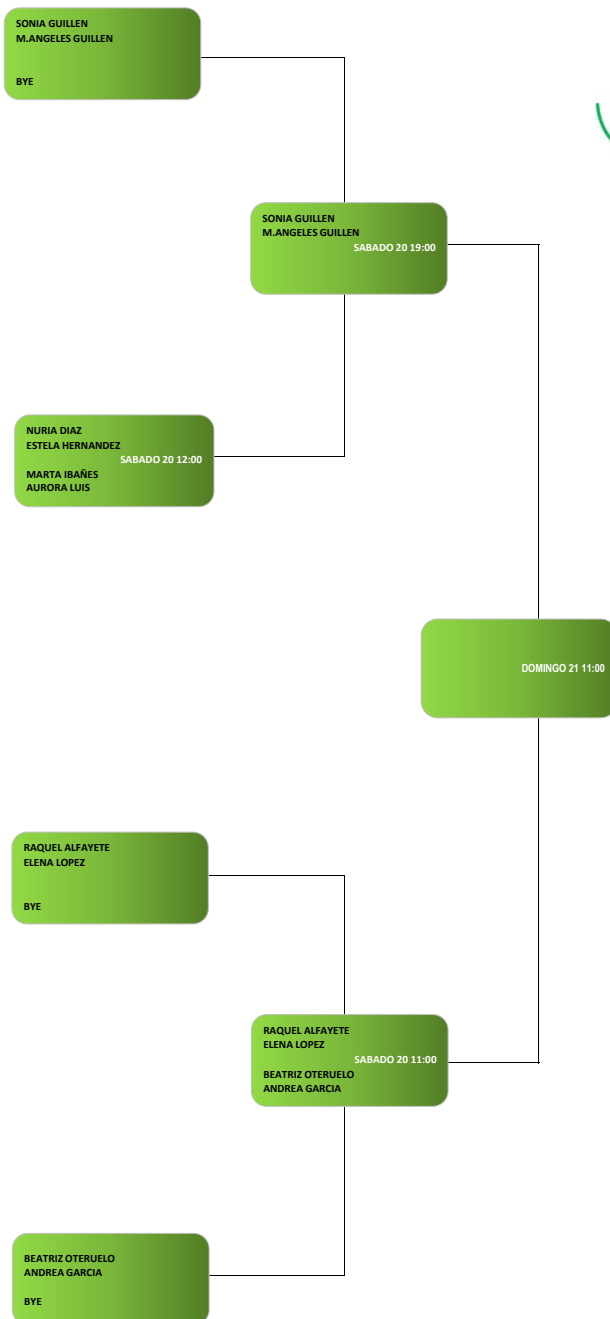 SONIA GUILLEN
M.ANGELES GUILLEN
BYE
SONIA GUILLEN
M.ANGELES GUILLEN
SABADO 20 19:00
NURIA DIAZ
ESTELA HERNANDEZ
SABADO 20 12:00
MARTA IBAÑES
AURORA LUIS
DOMINGO 21 11:00
RAQUEL ALFAYETE
ELENA LOPEZ
BYE
RAQUEL ALFAYETE
ELENA LOPEZ
SABADO 20 11:00
BEATRIZ OTERUELO
ANDREA GARCIA
BEATRIZ OTERUELO
ANDREA GARCIA
BYE